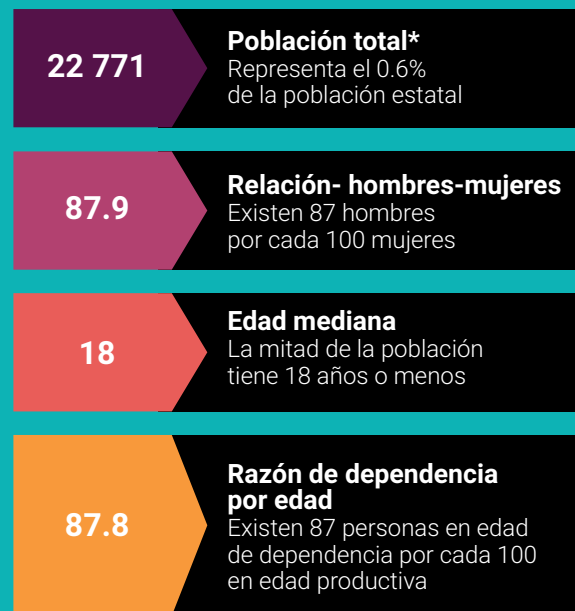 22 771
Población total*
Representa el 0.6%
de la población estatal
87.9
Relación- hombres-mujeres
Existen 87 hombres
por cada 100 mujeres
18
Edad mediana
La mitad de la población
tiene 18 años o menos
87.8
Razón de dependencia
por edad
Existen 87 personas en edad
de dependencia por cada 100
en edad productiva